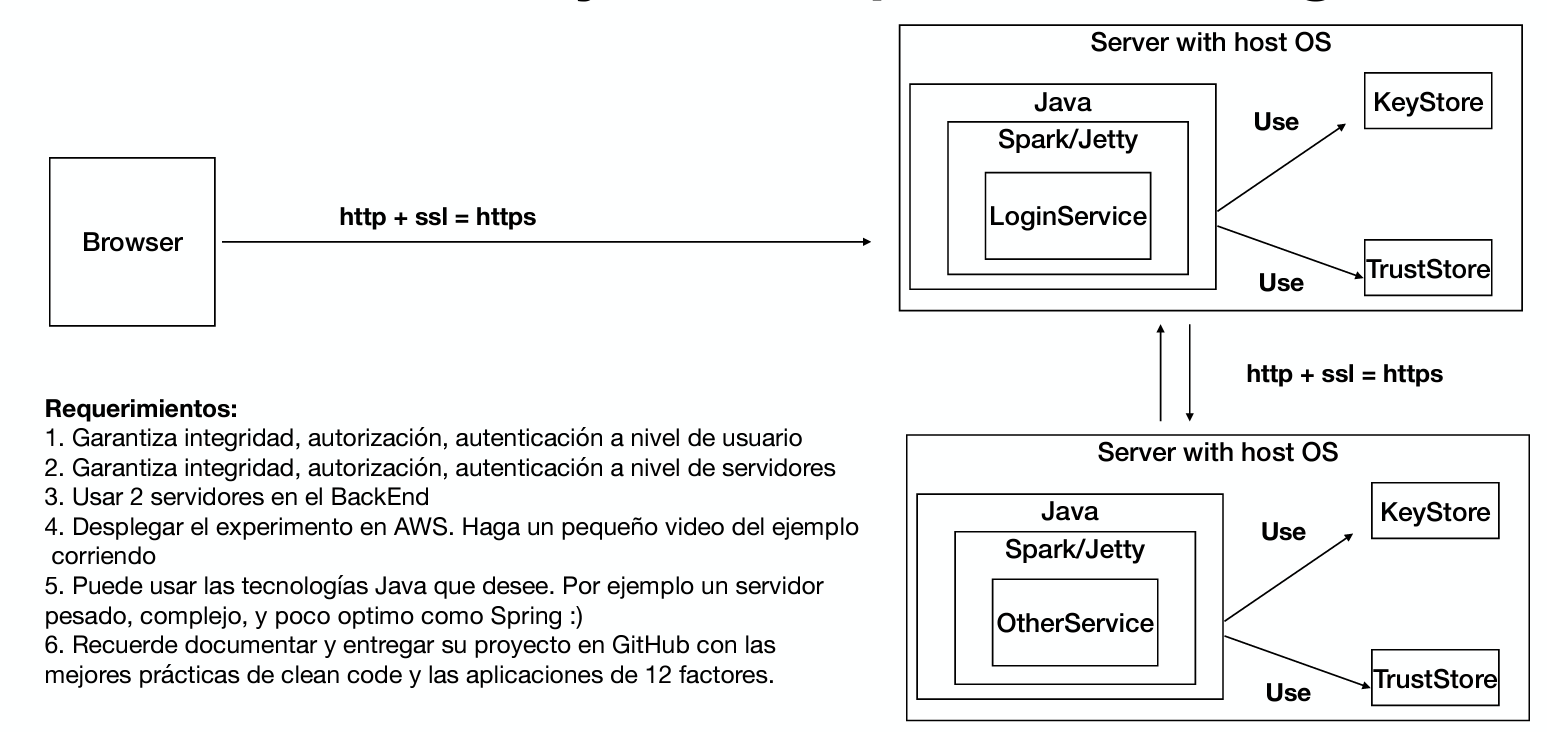 Server with host OS
Java
KeyStore
Use
Spark/Jetty
LoginService
http + ssl = https
Browser
TrustStore
Use
http + ssl = https
Requerimientos:
1. Garantiza integridad, autorización, autenticación a nivel de usuario
2. Garantiza integridad, autorización, autenticación a nivel de servidores
3. Usar 2 servidores en el BackEnd
4. Desplegar el experimento en AWS. Haga un pequeño video del ejemplo
corriendo
5. Puede usar las tecnologías Java que desee. Por ejemplo un servidor
pesado, complejo, y poco optimo como Spring :)
6. Recuerde documentar y entregar su proyecto en GitHub con las
mejores prácticas de clean code y las aplicaciones de 12 factores.
Server with host OS
Java
KeyStore
Use
Spark/Jetty
OtherService
TrustStore
Use